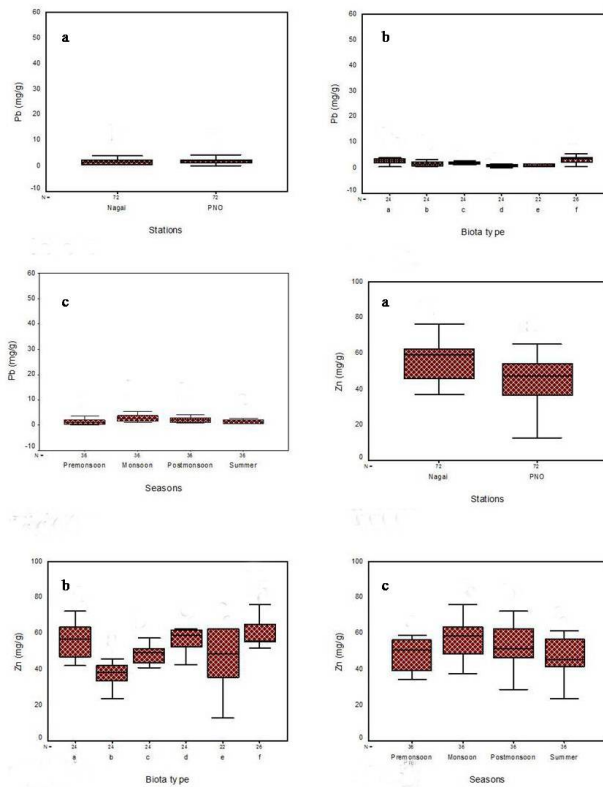 a
Pb (mg/g)
60
50
40
30
20
10
0
-10
N =
72
72
Nagai
PNO
Stations
b
Pb (mg/g)
60
50
40
30
20
10
0
-10
N =
24
24
24
24
22
26
a
b
c
d
e
f
Biota type
c
Pb (mg/g)
60
50
40
30
20
10
0
-10
N =
36
36
36
36
Premonsoon
Monsoon
Postmonsoon
Summer
Seasons
a
Zn (mg/g)
100
80
60
40
20
0
N =
72
72
Nagai
PNO
Stations
b
Zn (mg/g)
100
80
60
40
20
0
N =
24
24
24
24
22
26
a
b
c
d
e
f
Biota type
c
Zn (mg/g)
100
80
60
40
20
0
N =
36
36
36
36
Premonsoon
Monsoon
Postmonsoon
Summer
Seasons